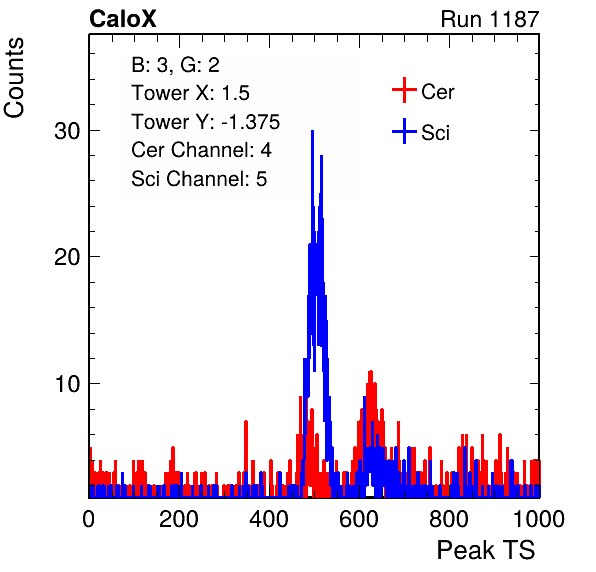 CaloX Run 1187
Counts
B: 3, G: 2
Tower X: 1.5
Tower Y: -1.375
Cer Channel: 4
Sci Channel: 5
Cer
Sci
30
20
10
0 200 400 600 800 1000
Peak TS